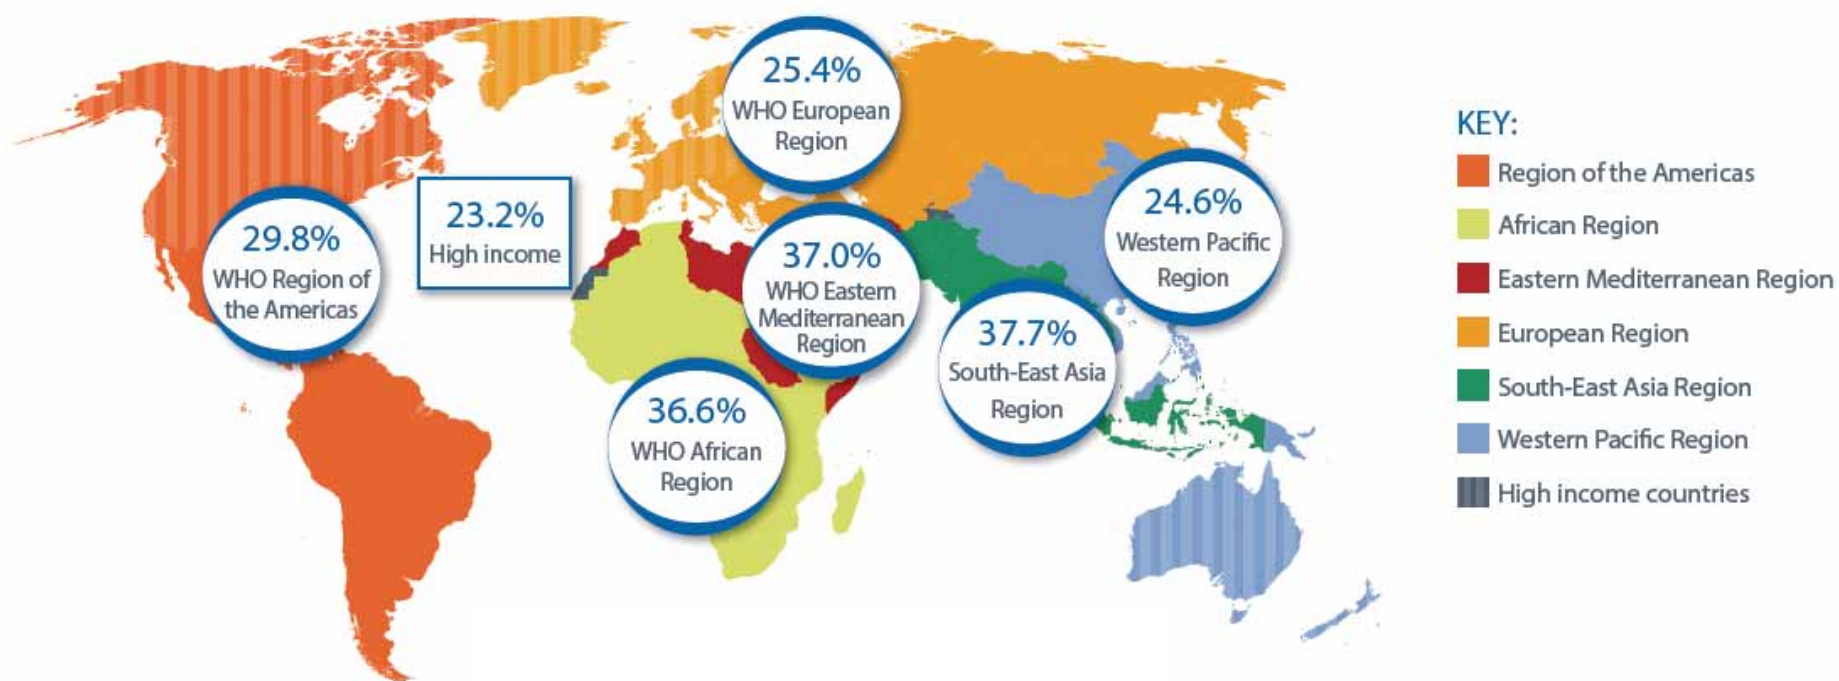 25.4%
WHO European
Region
29.8%
WHO Region of
the Americas
23.2%
High income
37.0%
WHO Eastern
Mediterranean
Region
24.6%
Western Pacific
Region
36.6%
WHO African
Region
37.7%
South-East Asia
Region
KEY:
Region of the Americas
African Region
Eastern Mediterranean Region
European Region
South-East Asia Region
Western Pacific Region
High income countries